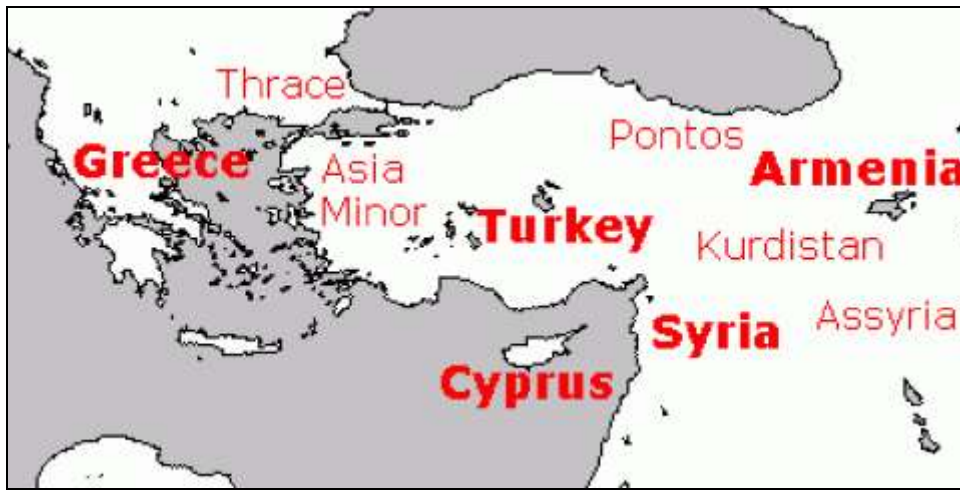 Thrace
Pontos
Greece
Asia
Minor
Armenia
Turkey
Kurdistan
Syria
Assyria
Cyprus